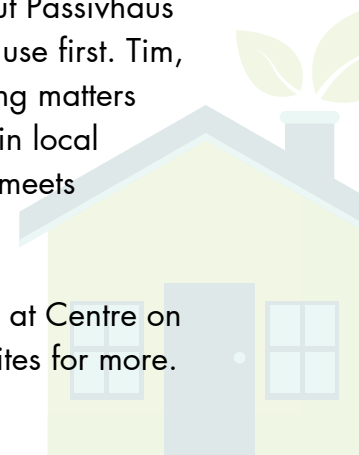 ut Passivhaus
use first. Tim,
ng matters
in local
meets
at Centre on
ites for more.